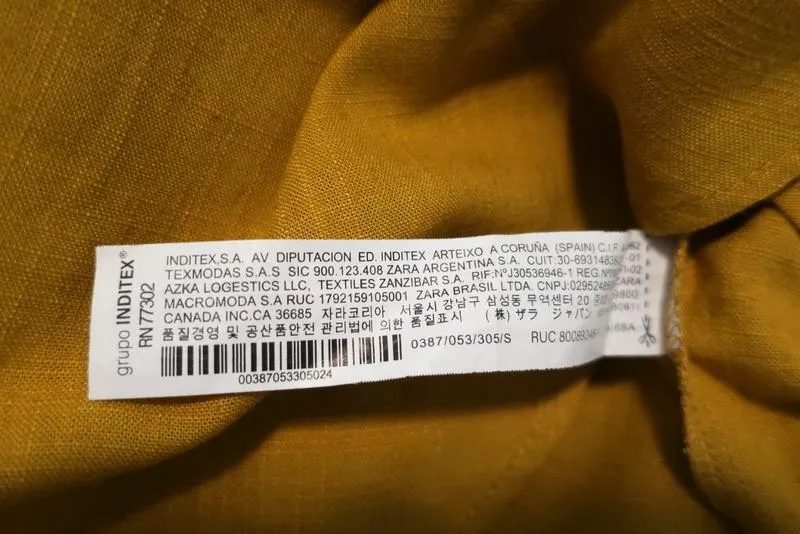 grupo INDITEX®
RN 77302
INDITEX,S.A. AV DIPUTACION ED. INDITEX ARTEIXO A CORUÑA (SPAIN) C.I.F
TEXMODAS S.A.S SIC 900.123.408 ZARA ARGENTINA S.A. CUIT:
AZKA LOGESTICS LLC, TEXTILES ZANZIBAR S.A. RIF:NºJ30536946-1
MACROMODA S.A RUC 1792159105001 ZARA BRASIL LTDA. CNPJ:
CANADA INC.CA 36685 자라코리아 서울시 강남구 삼성동 무역센터 20
품질경영 및 공산품안전 관리법에 의한 품질표시 (株) ザラ ジャパン
0387/053/305/S RUC
00387053305024